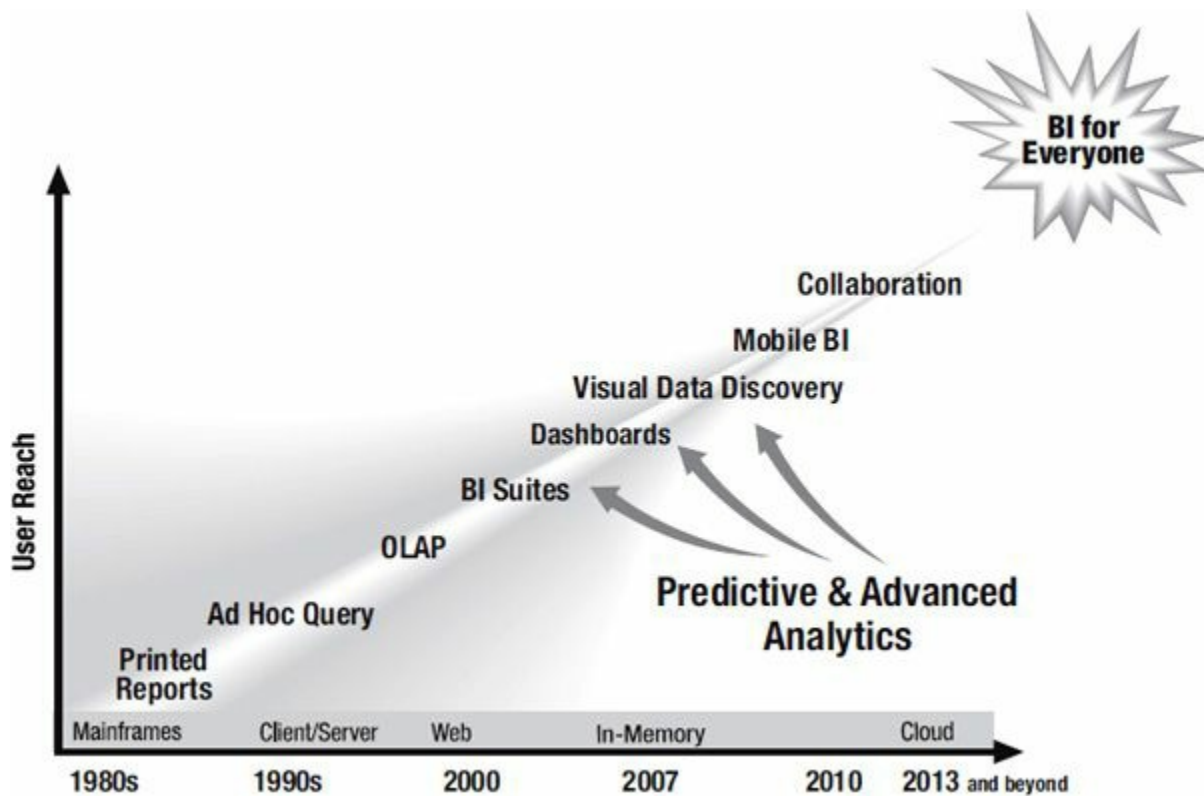 BI for
Everyone
Collaboration
Mobile BI
Visual Data Discovery
Dashboards
BI Suites
OLAP
Predictive & Advanced
Analytics
Ad Hoc Query
Printed
Reports
User Reach
Mainframes Client/Server Web In-Memory Cloud
1980s 1990s 2000 2007 2010 2013 and beyond